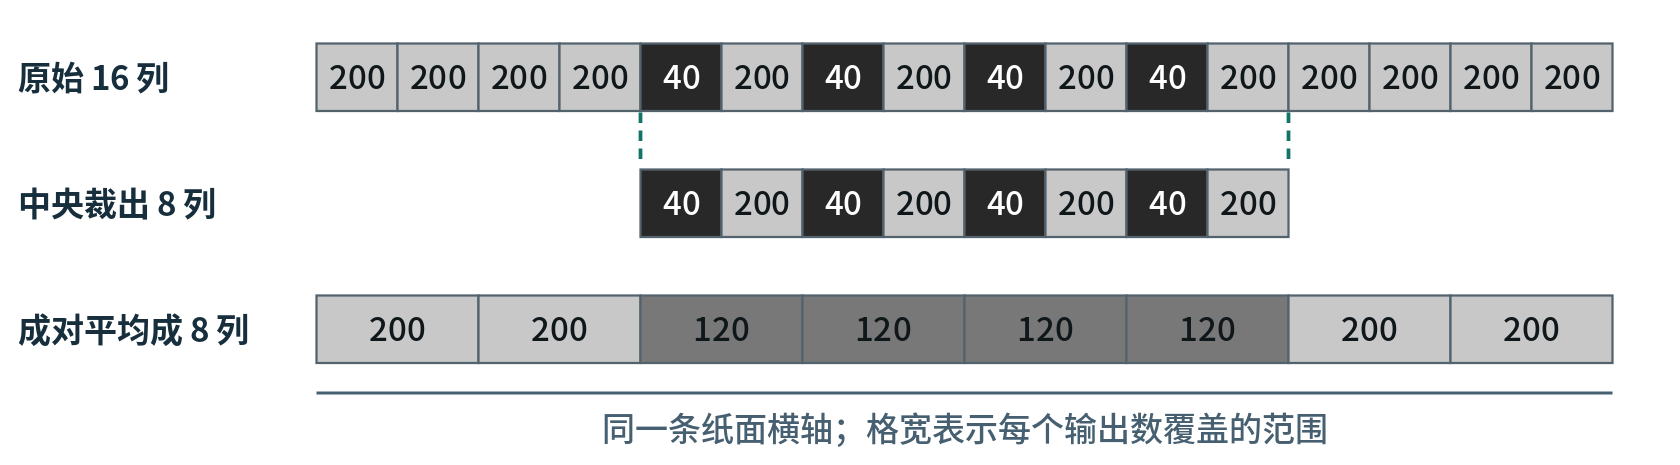 原始 16 列 200 200 200 200 40 200 40 200 40 200 40 200 200 200 200 200
中央裁出 8 列 40 200 40 200 40 200 40 200
成对平均成 8 列 200 200 120 120 120 120 200 200
同一条纸面横轴；格宽表示每个输出数覆盖的范围